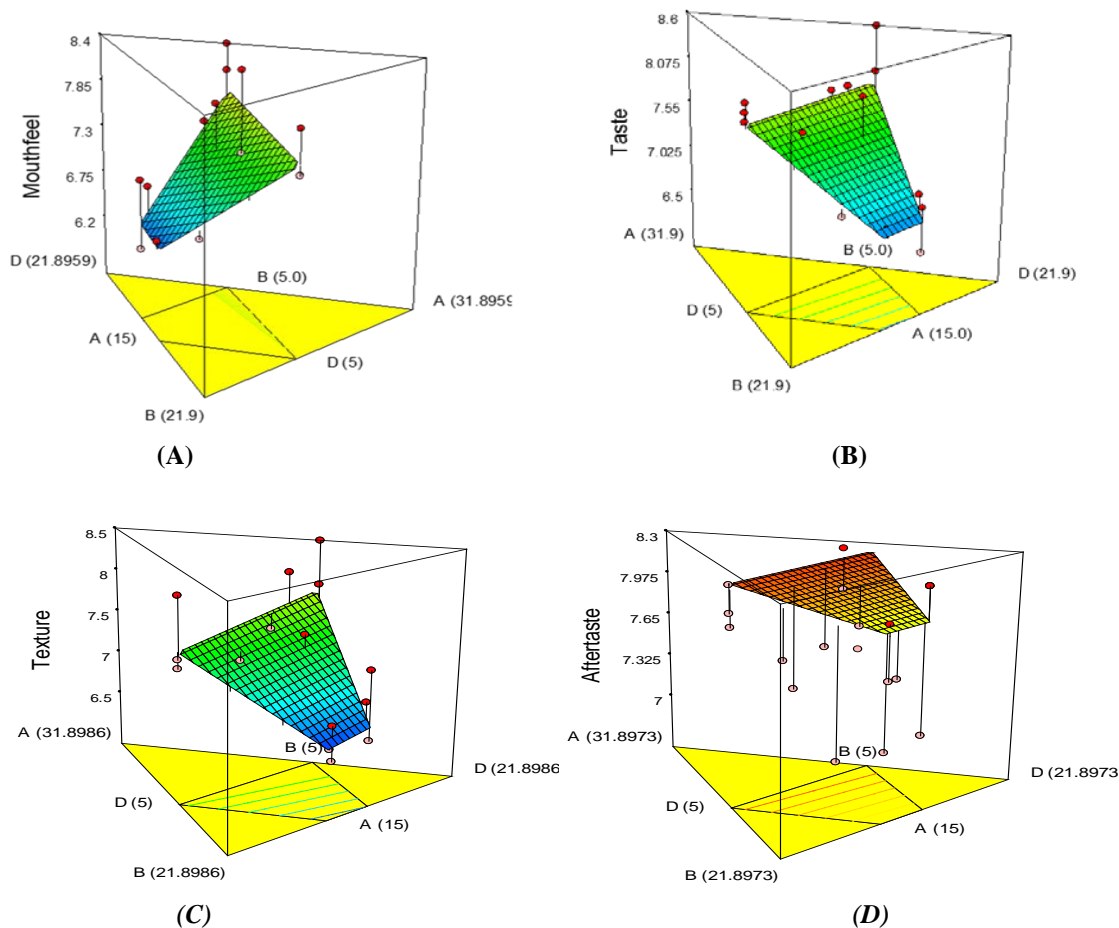 8.4
7.85
7.3
6.75
6.2
Mouthfeel
D (21.8959)
B (5.0)
A (31.8959
A (15)
D (5)
B (21.9)
(A)
8.6
8.075
7.55
7.025
6.5
Taste
A (31.9)
B (5.0)
D (21.9)
D (5)
A (15.0)
B (21.9)
(B)
8.5
8
7.5
7
6.5
Texture
A (31.8986)
B (5)
D (21.8986
D (5)
A (15)
B (21.8986)
(C)
8.3
7.975
7.65
7.325
7
Aftertaste
A (31.8973)
B (5)
D (21.8973)
D (5)
A (15)
B (21.8973)
(D)